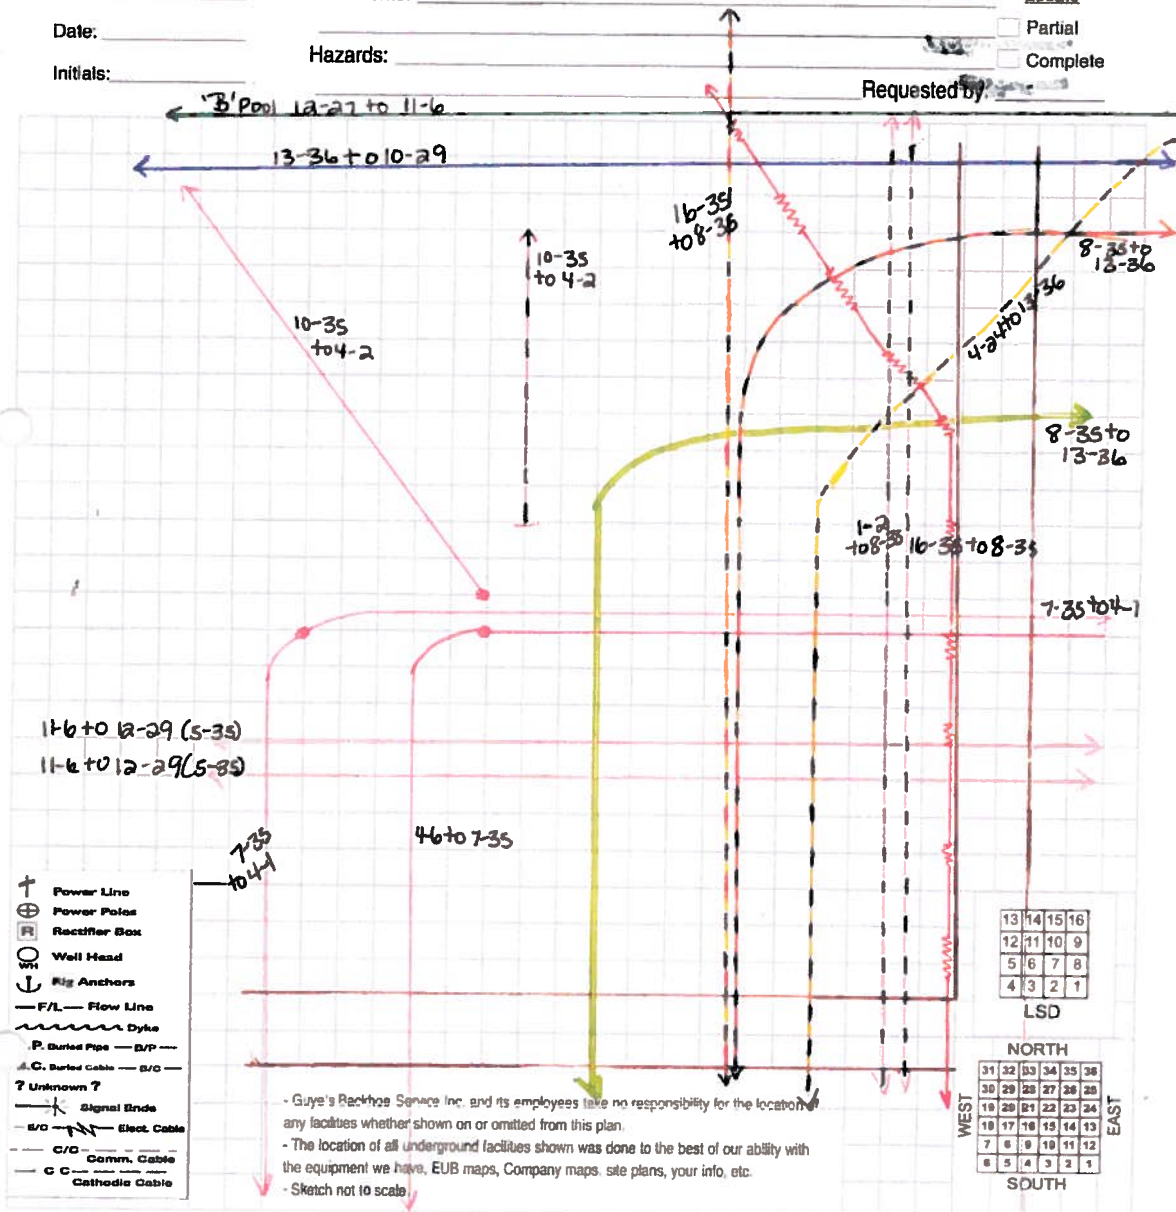 Date:
Initials:
Hazards:
Partial
Complete
Requested by:
'B' Pool 12-27 to 11-6
13-36 to 10-29
16-35
to 8-35
10-35
to 4-2
8-35 to
13-36
10-35
to 4-2
4-24 to 13-36
8-35 to
13-36
1-2
to 8-35
16-35 to 8-35
7-35 to 4-1
11-6 to 12-29 (5-35)
11-6 to 12-29 (5-35)
7-35
to 4-1
4-6 to 7-35
Power Line
Power Poles
R Rectifier Box
WH Well Head
Rig Anchors
F/L Flow Line
Dyke
.P. Buried Pipe B/P
.C. Buried Cable B/C
? Unknown ?
Signal Ends
E/C Elect. Cable
C/C
Comm. Cable
C C
Cathodic Cable
- Guye's Backhoe Service Inc. and its employees take no responsibility for the location of
any facilities whether shown on or omitted from this plan.
- The location of all underground facilities shown was done to the best of our ability with
the equipment we have, EUB maps, Company maps, site plans, your info, etc.
- Sketch not to scale.
13 14 15 16
12 11 10 9
5 6 7 8
4 3 2 1
LSD
NORTH
31 32 33 34 35 36
30 29 28 27 26 25
19 20 21 22 23 24
18 17 16 15 14 13
7 8 9 10 11 12
6 5 4 3 2 1
WEST
EAST
SOUTH